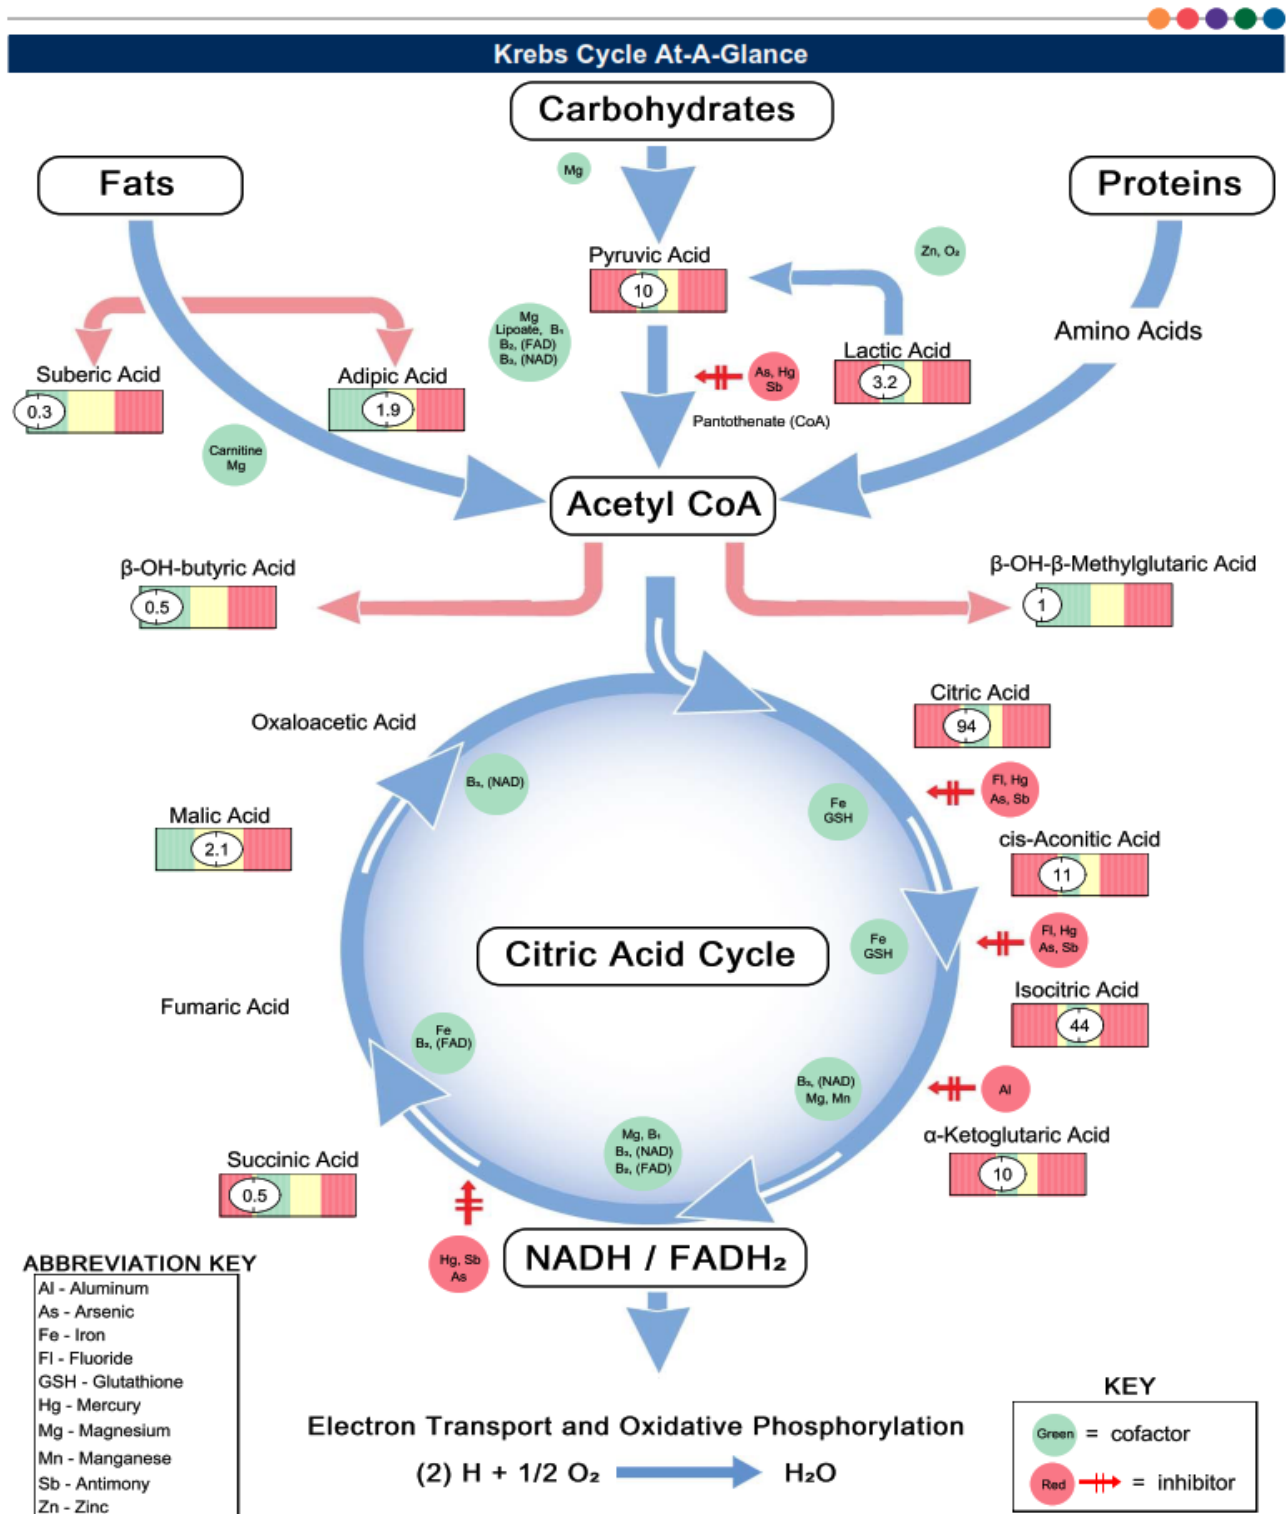 Krebs Cycle At-A-Glance
Carbohydrates
Fats
Proteins
Mg
Pyruvic Acid
10
Zn, O₂
Mg
Lipoate, B₁
B₂, (FAD)
B₃, (NAD)
Amino Acids
Suberic Acid
0.3
Adipic Acid
1.9
As, Hg
Sb
Lactic Acid
3.2
Pantothenate (CoA)
Carnitine
Mg
Acetyl CoA
β-OH-butyric Acid
0.5
β-OH-β-Methylglutaric Acid
1
Citric Acid
94
Oxaloacetic Acid
B₃, (NAD)
Fl, Hg
As, Sb
Fe
GSH
Malic Acid
2.1
cis-Aconitic Acid
11
Citric Acid Cycle
Fe
GSH
Fl, Hg
As, Sb
Fumaric Acid
Isocitric Acid
44
Fe
B₂, (FAD)
B₃, (NAD)
Mg, Mn
Al
Mg, B₁
B₃, (NAD)
B₂, (FAD)
α-Ketoglutaric Acid
10
Succinic Acid
0.5
Hg, Sb
As
NADH / FADH₂
ABBREVIATION KEY
Al - Aluminum
As - Arsenic
Fe - Iron
Fl - Fluoride
GSH - Glutathione
Hg - Mercury
Mg - Magnesium
Mn - Manganese
Sb - Antimony
Zn - Zinc
Electron Transport and Oxidative Phosphorylation
(2) H + 1/2 O₂ → H₂O
KEY
Green = cofactor
Red = inhibitor